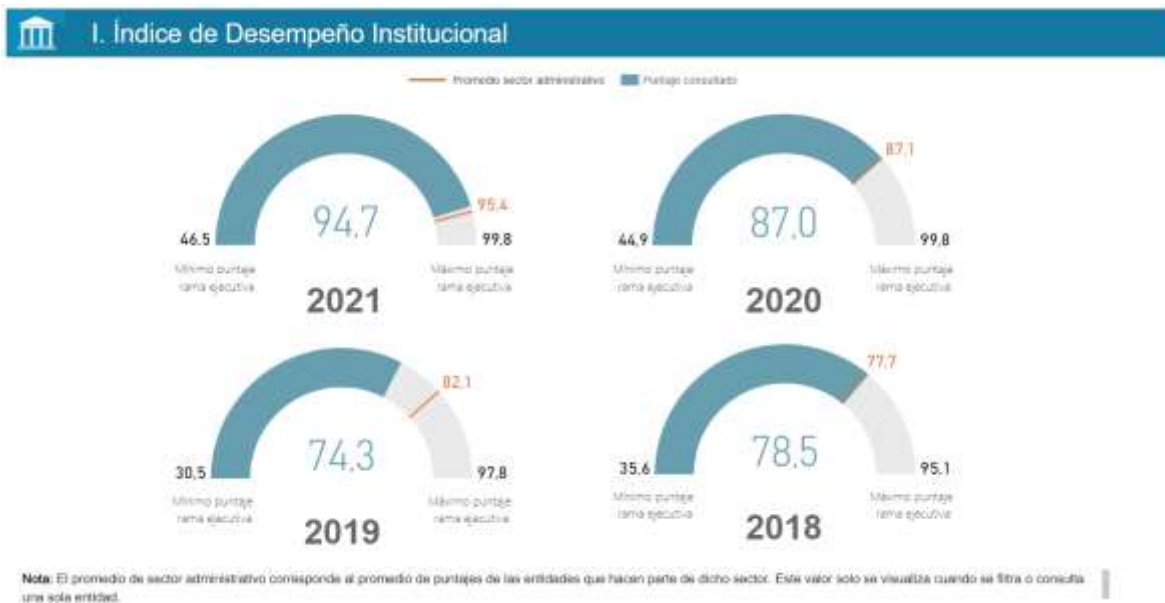 I. Índice de Desempeño Institucional
Promedio sector administrativo Puntaje consultado
94,7
95,4
46,5
99,8
Mínimo puntaje
rama ejecutiva
Máximo puntaje
rama ejecutiva
2021
87,0
87,1
44,9
99,8
Mínimo puntaje
rama ejecutiva
Máximo puntaje
rama ejecutiva
2020
74,3
82,1
30,5
97,8
Mínimo puntaje
rama ejecutiva
Máximo puntaje
rama ejecutiva
2019
78,5
77,7
35,6
95,1
Mínimo puntaje
rama ejecutiva
Máximo puntaje
rama ejecutiva
2018
Nota: El promedio de sector administrativo corresponde al promedio de puntajes de las entidades que hacen parte de dicho sector. Este valor solo se visualiza cuando se filtra o consulta
una sola entidad.